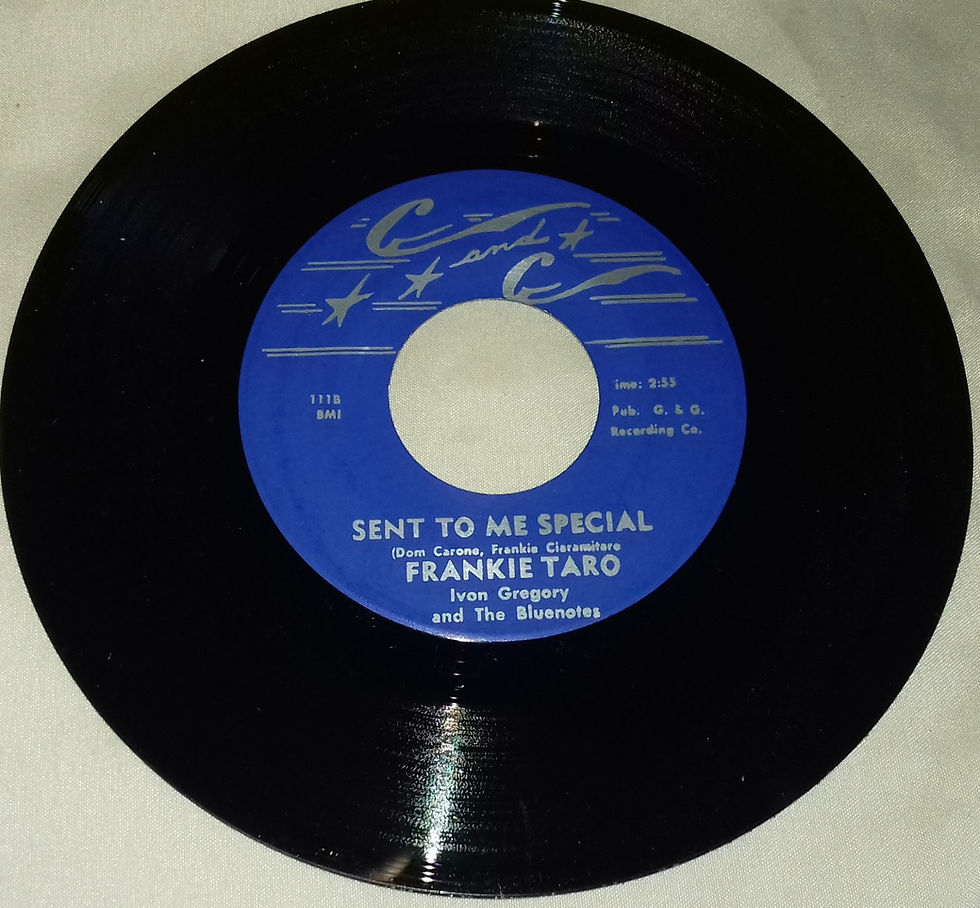 G and G
111B
BMI
ime: 2:55
Pub. G. & G.
Recording Co.
SENT TO ME SPECIAL
(Dom Carone, Frankie Ciaramitaro
FRANKIE TARO
Ivon Gregory
and The Bluenotes